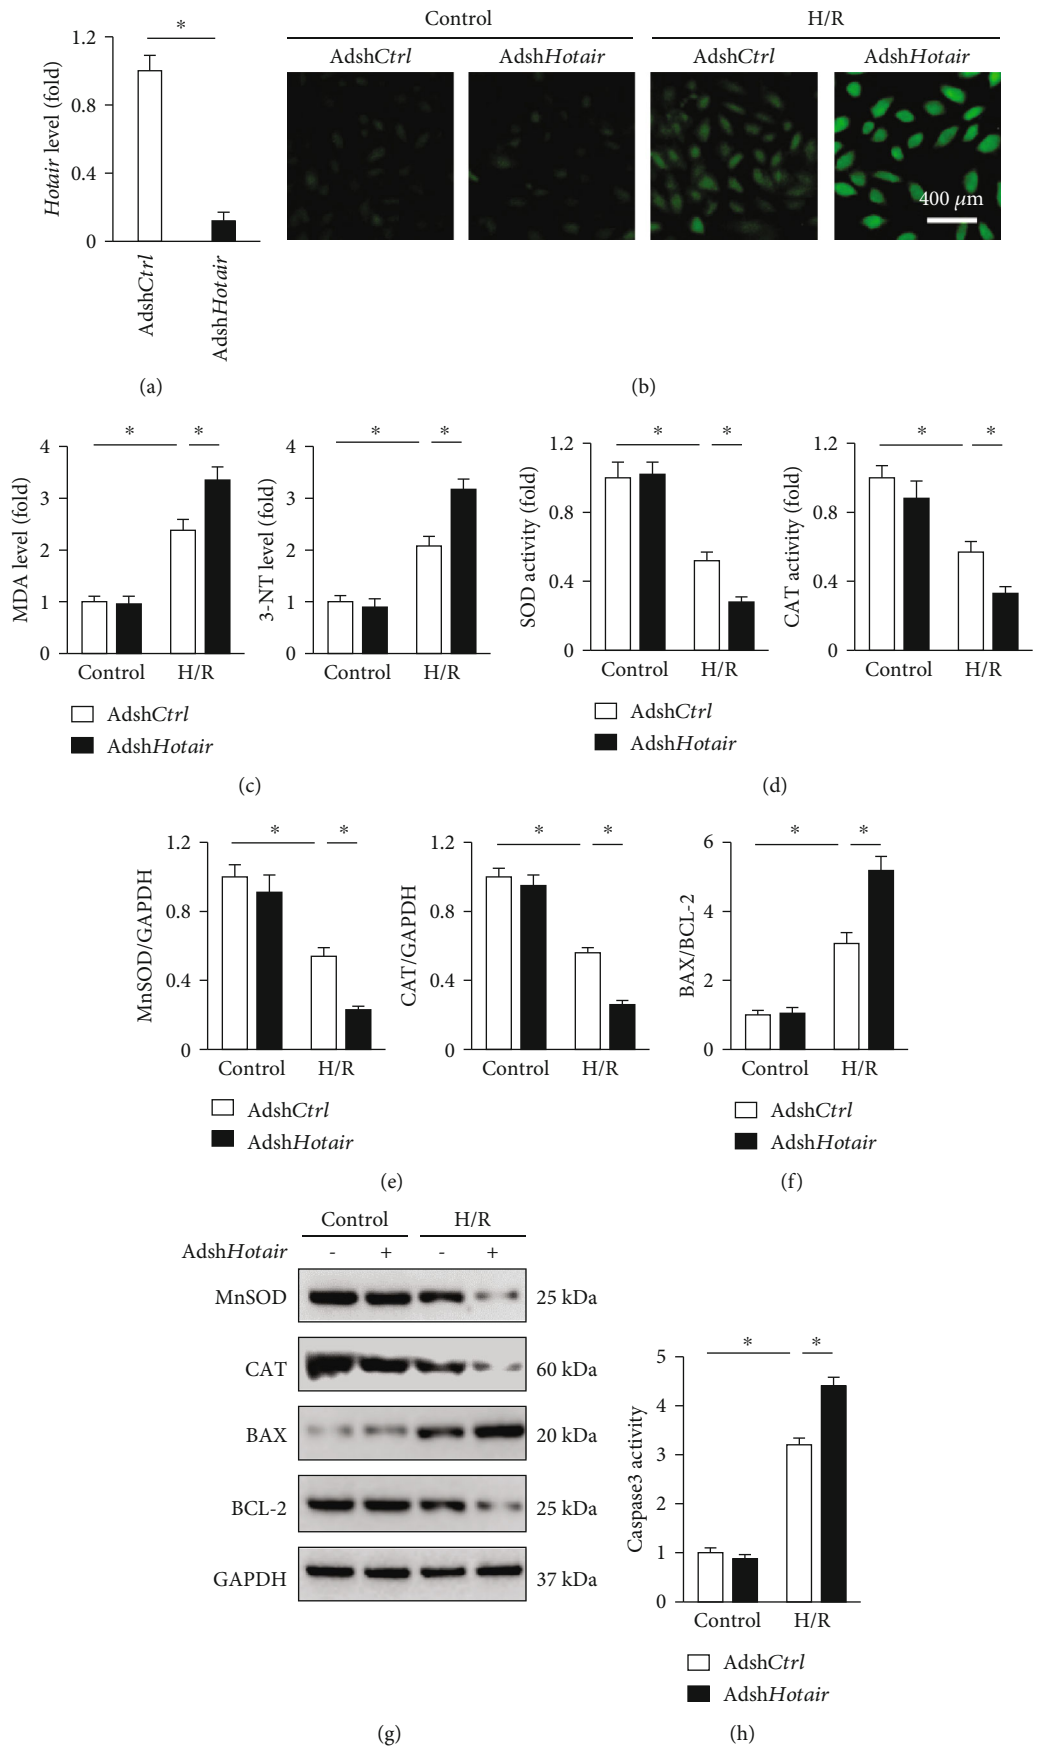 *
1.2
0.8
0.4
0
Hotair level (fold)
AdshCtrl
AdshHotair
(a)
Control H/R
AdshCtrl AdshHotair AdshCtrl AdshHotair
400 μm
(b)
* *
4
3
2
1
0
MDA level (fold)
Control H/R
* *
4
3
2
1
0
3-NT level (fold)
Control H/R
AdshCtrl
AdshHotair
(c)
* *
1.2
0.8
0.4
0
SOD activity (fold)
Control H/R
* *
1.2
0.8
0.4
0
CAT activity (fold)
Control H/R
AdshCtrl
AdshHotair
(d)
* *
1.2
0.8
0.4
0
MnSOD/GAPDH
Control H/R
* *
1.2
0.8
0.4
0
CAT/GAPDH
Control H/R
AdshCtrl
AdshHotair
(e)
* *
6
4
2
0
BAX/BCL-2
Control H/R
AdshCtrl
AdshHotair
(f)
Control H/R
AdshHotair - + - +
MnSOD 25 kDa
CAT 60 kDa
BAX 20 kDa
BCL-2 25 kDa
GAPDH 37 kDa
(g)
* *
5
4
3
2
1
0
Caspase3 activity
Control H/R
AdshCtrl
AdshHotair
(h)